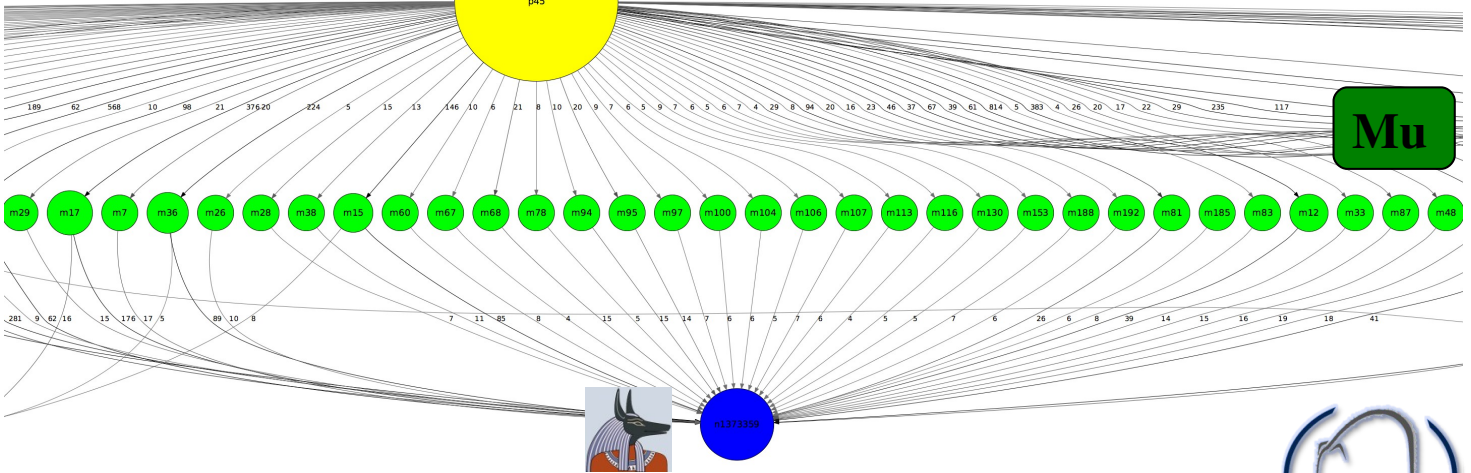 p45
189 62 568 10 98 21 376 20 224 5 15 13 146 10 6 21 8 10 20 9 7 6 5 9 7 6 5 6 7 4 29 8 94 20 16 23 46 37 67 39 61 814 5 383 4 26 20 17 22 29 235 117
Mu
m29 m17 m7 m36 m26 m28 m38 m15 m60 m67 m68 m78 m94 m95 m97 m100 m104 m106 m107 m113 m116 m130 m153 m188 m192 m81 m185 m83 m12 m33 m87 m48
281 9 62 16 15 176 17 5 89 10 8 7 11 85 8 4 15 5 15 14 7 6 6 5 7 6 4 5 5 7 6 26 6 8 39 14 15 16 19 18 41